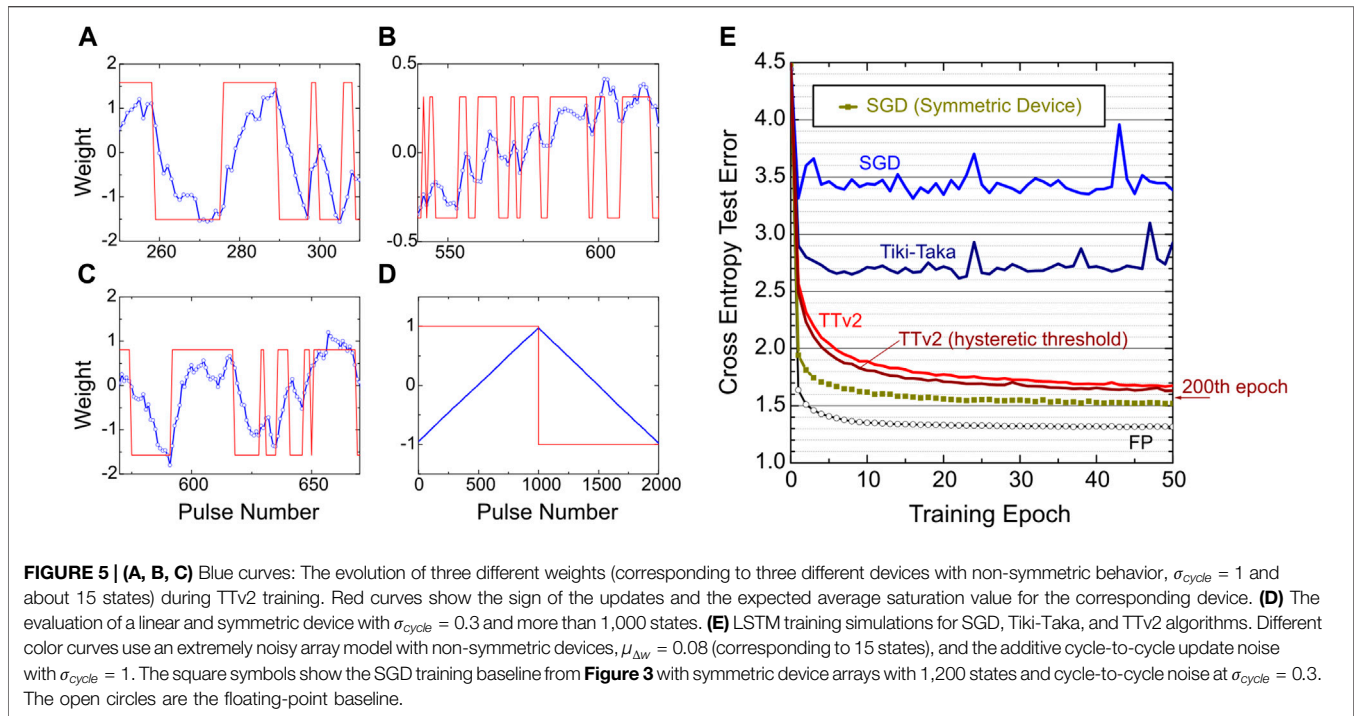 A
Weight
2
1
0
-1
-2
260
280
300
B
0.5
0.0
-0.5
550
600
C
Weight
2
1
0
-1
-2
600
650
Pulse Number
D
1
0
-1
0
500
1000
1500
2000
Pulse Number
E
Cross Entropy Test Error
4.5
4.0
3.5
3.0
2.5
2.0
1.5
1.0
SGD (Symmetric Device)
SGD
Tiki-Taka
TTv2
TTv2 (hysteretic threshold)
200th epoch
FP
0
10
20
30
40
50
Training Epoch
FIGURE 5 | (A, B, C) Blue curves: The evolution of three different weights (corresponding to three different devices with non-symmetric behavior, σcycle = 1 and
about 15 states) during TTv2 training. Red curves show the sign of the updates and the expected average saturation value for the corresponding device. (D) The
evaluation of a linear and symmetric device with σcycle = 0.3 and more than 1,000 states. (E) LSTM training simulations for SGD, Tiki-Taka, and TTv2 algorithms. Different
color curves use an extremely noisy array model with non-symmetric devices, μΔw = 0.08 (corresponding to 15 states), and the additive cycle-to-cycle update noise
with σcycle = 1. The square symbols show the SGD training baseline from Figure 3 with symmetric device arrays with 1,200 states and cycle-to-cycle noise at σcycle = 0.3.
The open circles are the floating-point baseline.